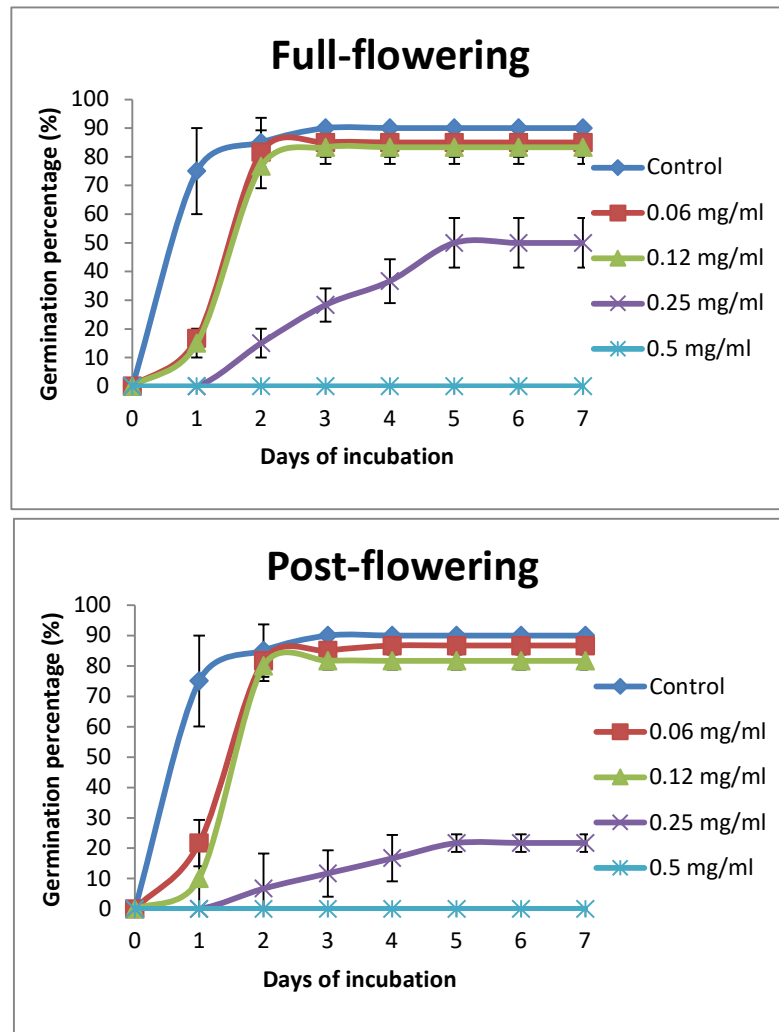 Full-flowering
Germination percentage (%)
100
90
80
70
60
50
40
30
20
10
0
0 1 2 3 4 5 6 7
Days of incubation
Control
0.06 mg/ml
0.12 mg/ml
0.25 mg/ml
0.5 mg/ml
Post-flowering
Germination percentage (%)
100
90
80
70
60
50
40
30
20
10
0
0 1 2 3 4 5 6 7
Days of incubation
Control
0.06 mg/ml
0.12 mg/ml
0.25 mg/ml
0.5 mg/ml